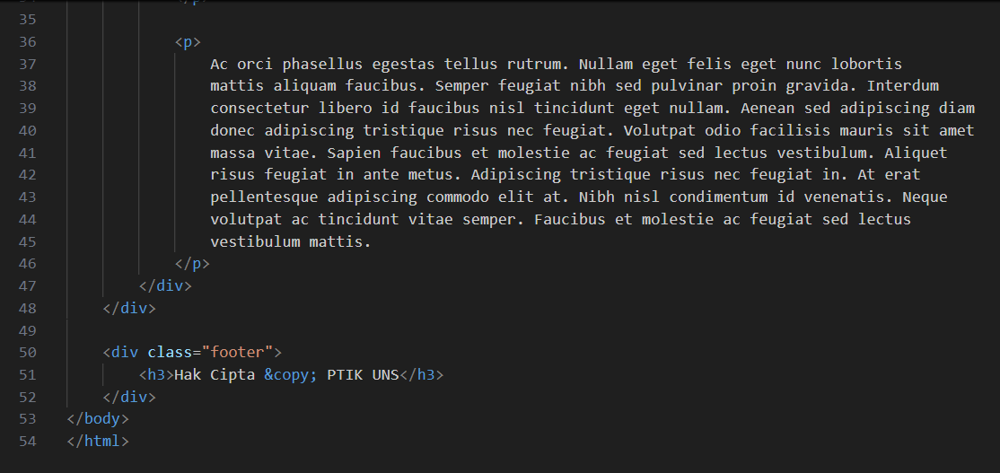 35
36 <p>
37 Ac orci phasellus egestas tellus rutrum. Nullam eget felis eget nunc lobortis
38 mattis aliquam faucibus. Semper feugiat nibh sed pulvinar proin gravida. Interdum
39 consectetur libero id faucibus nisl tincidunt eget nullam. Aenean sed adipiscing diam
40 donec adipiscing tristique risus nec feugiat. Volutpat odio facilisis mauris sit amet
41 massa vitae. Sapien faucibus et molestie ac feugiat sed lectus vestibulum. Aliquet
42 risus feugiat in ante metus. Adipiscing tristique risus nec feugiat in. At erat
43 pellentesque adipiscing commodo elit at. Nibh nisl condimentum id venenatis. Neque
44 volutpat ac tincidunt vitae semper. Faucibus et molestie ac feugiat sed lectus
45 vestibulum mattis.
46 </p>
47 </div>
48 </div>
49
50 <div class="footer">
51 <h3>Hak Cipta &copy; PTIK UNS</h3>
52 </div>
53 </body>
54 </html>